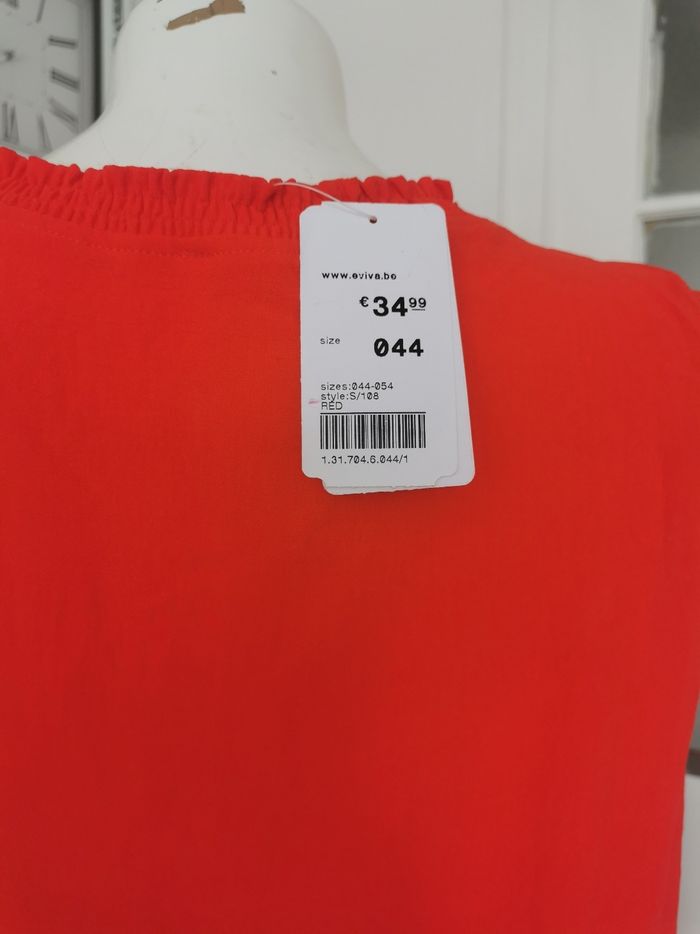 www.eviva.be
€34 99
size 044
sizes:044-054
style:S/108
RED
1.31.704.6.044/1